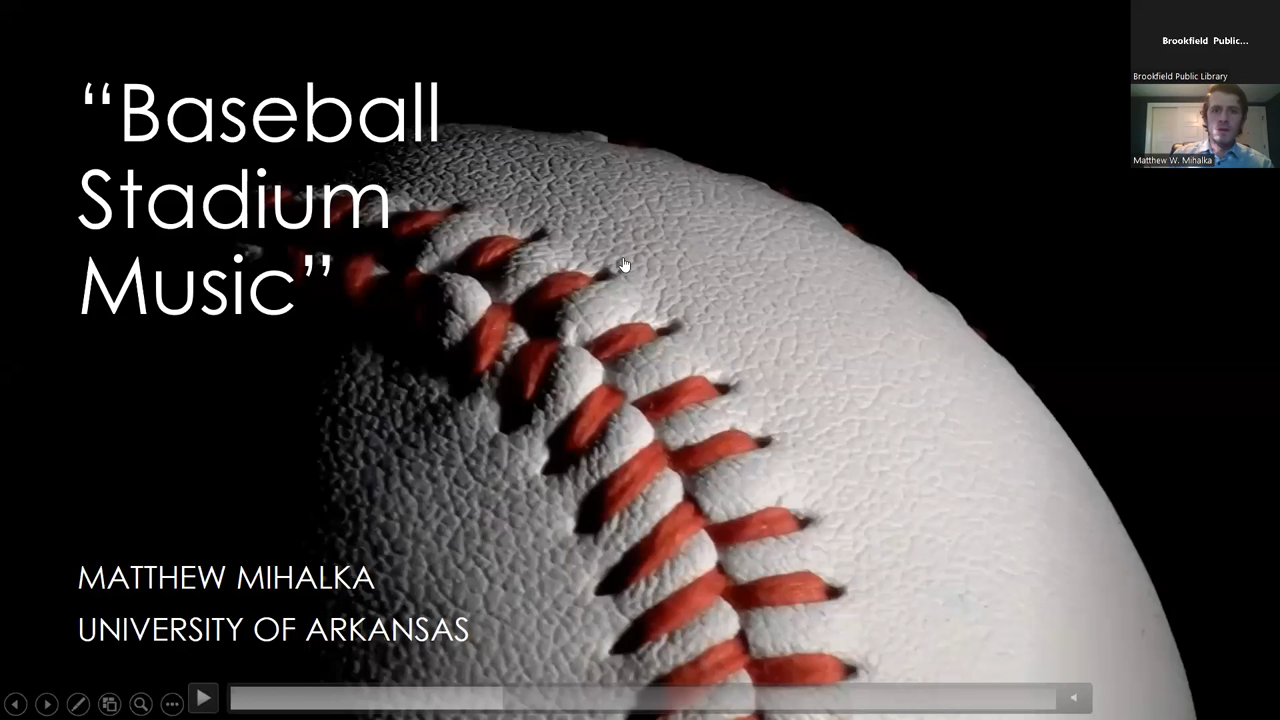 “Baseball
Stadium
Music”
MATTHEW MIHALKA
UNIVERSITY OF ARKANSAS
Brookfield Public...
Brookfield Public Library
Matthew W. Mihalka